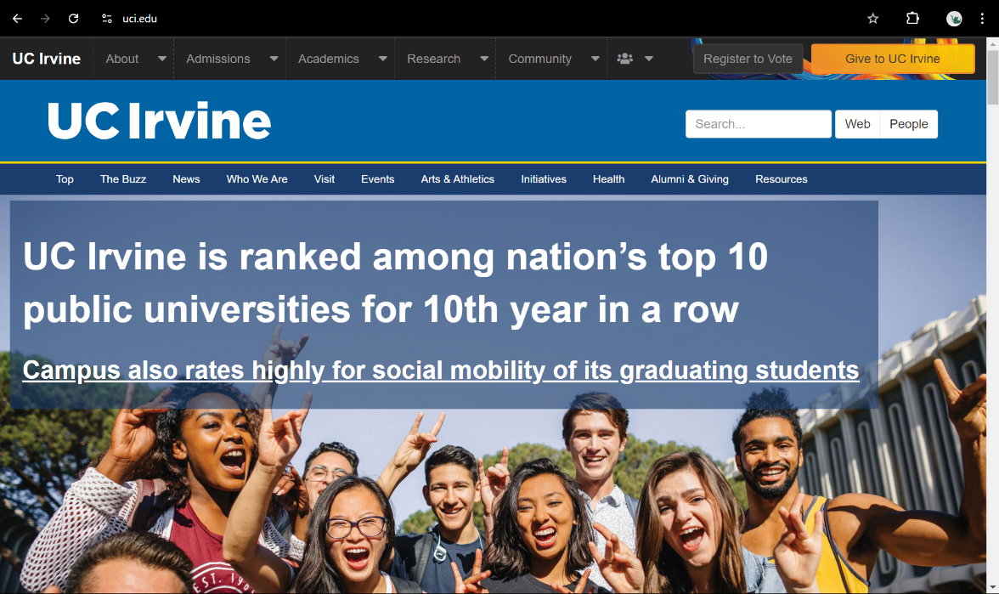 uci.edu
UC Irvine About Admissions Academics Research Community Register to Vote Give to UC Irvine
UC Irvine
Search... Web People
Top The Buzz News Who We Are Visit Events Arts & Athletics Initiatives Health Alumni & Giving Resources
UC Irvine is ranked among nation’s top 10
public universities for 10th year in a row
Campus also rates highly for social mobility of its graduating students